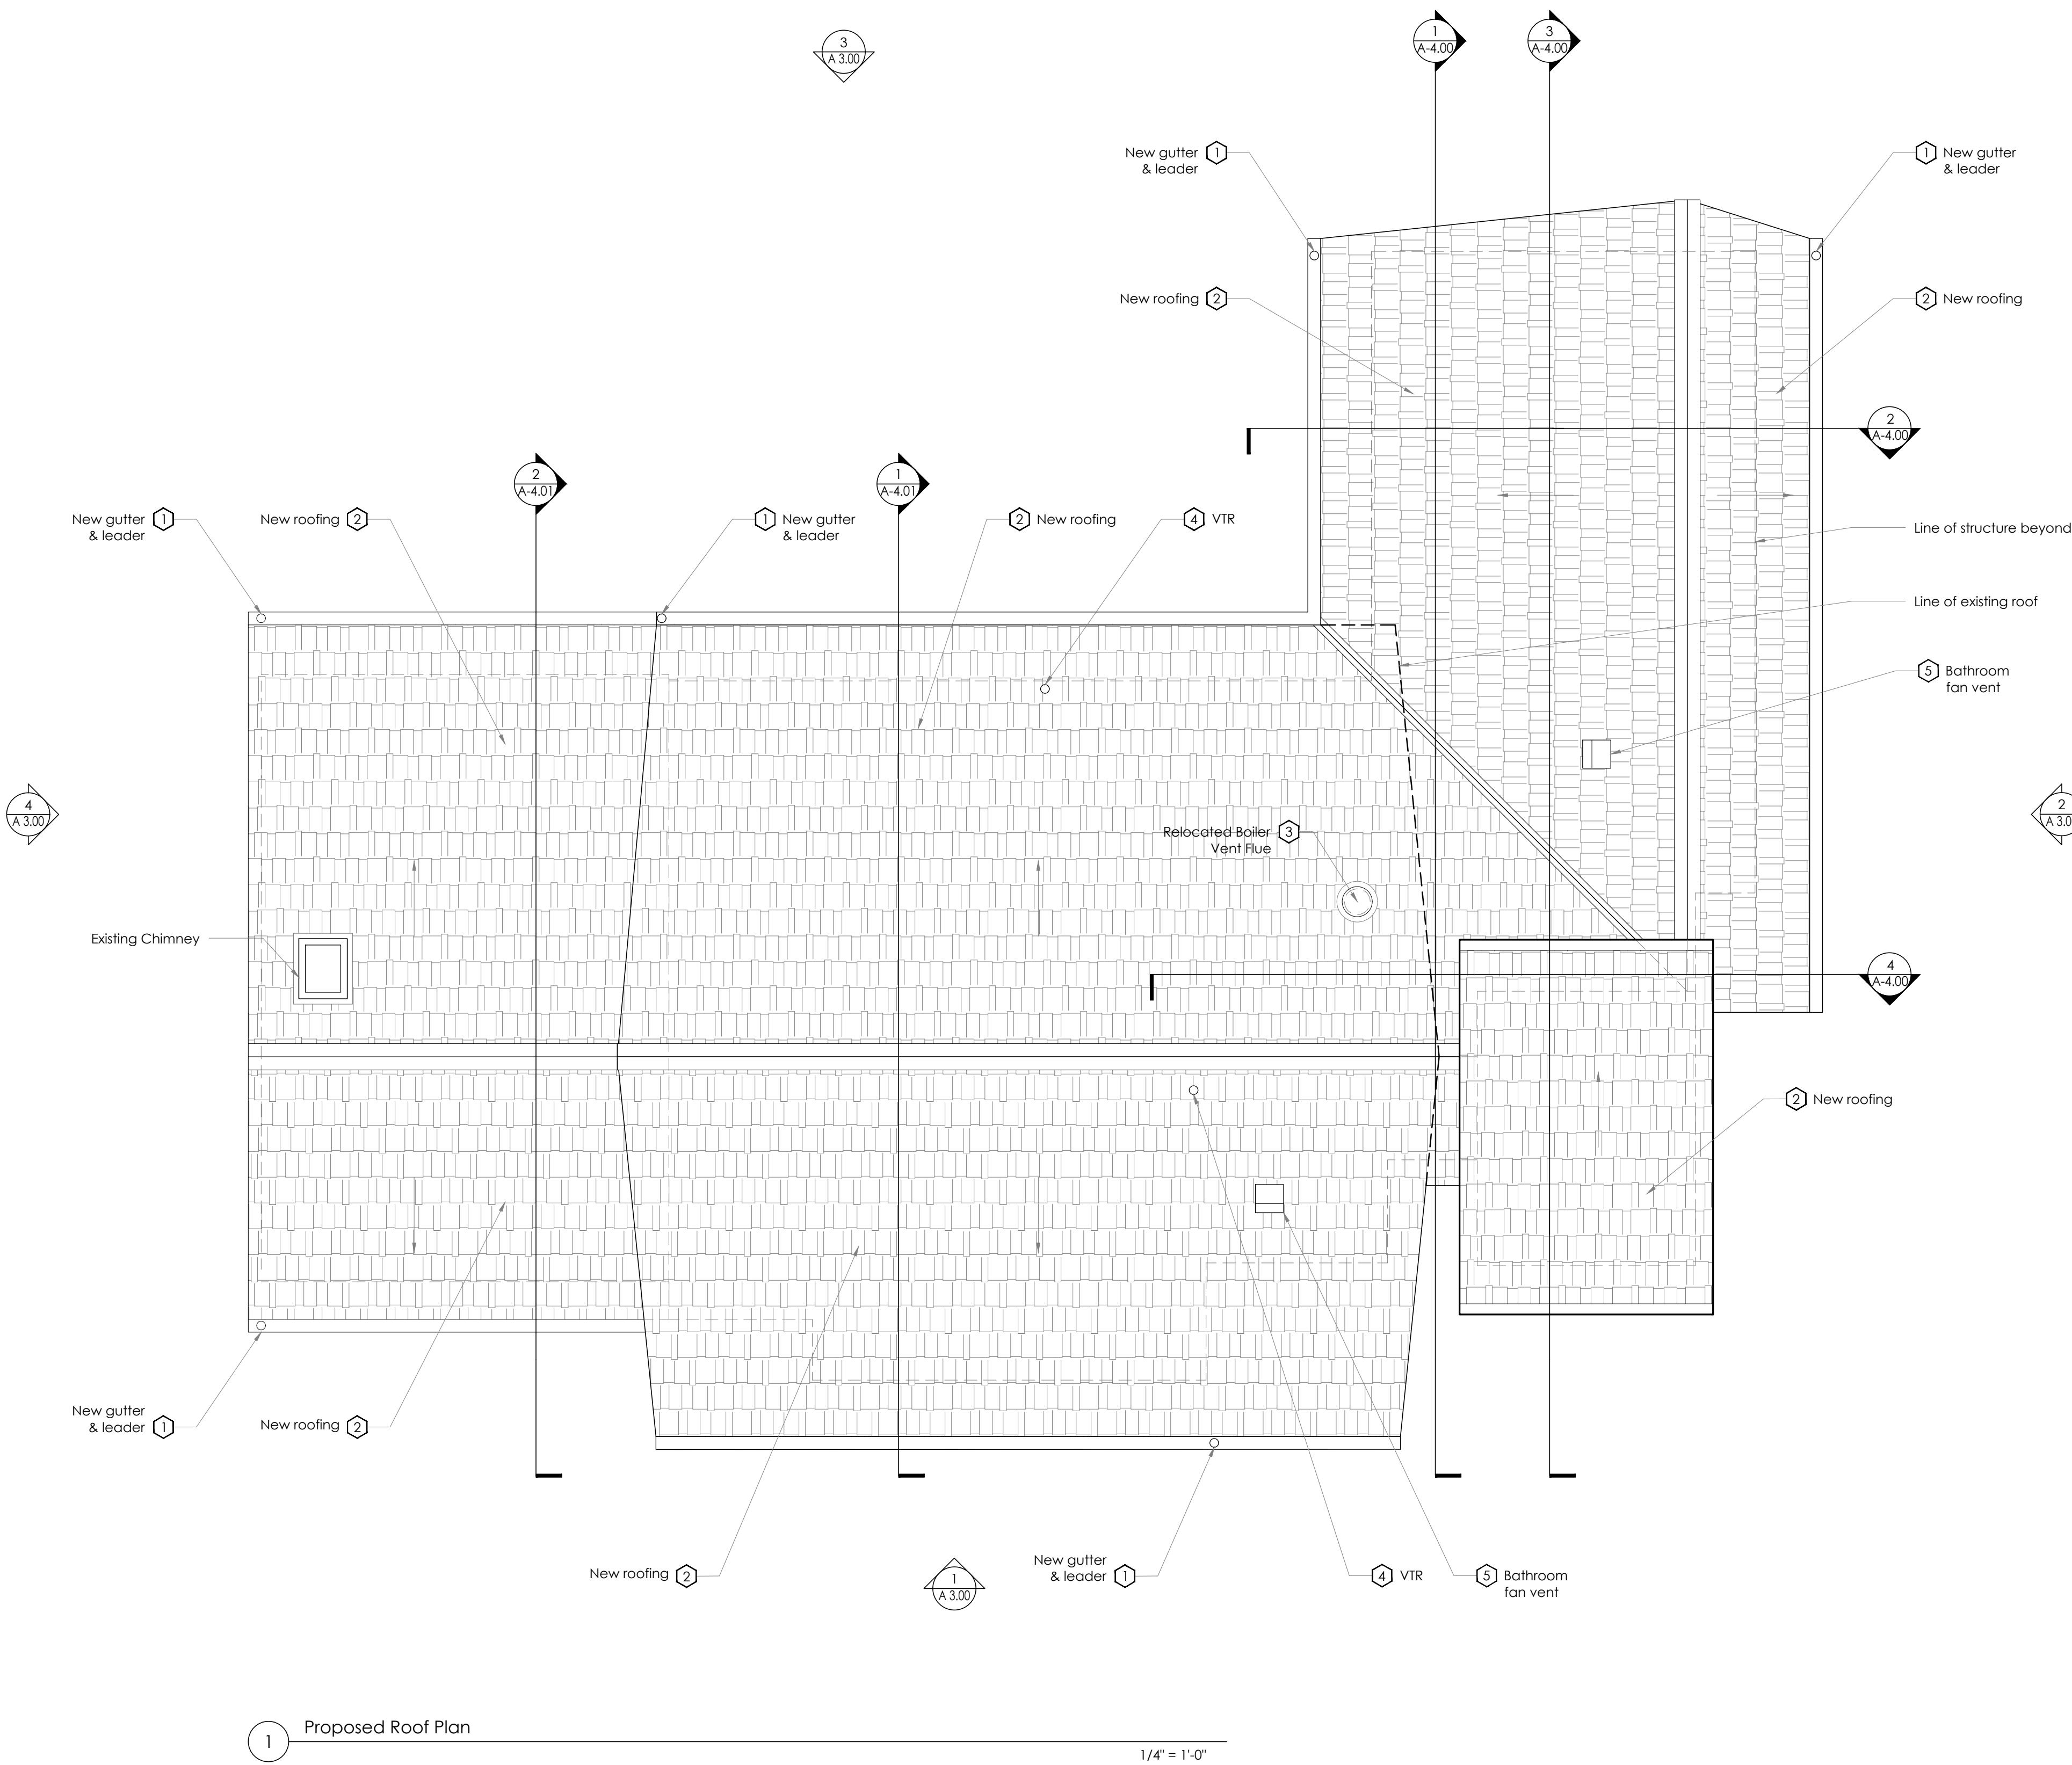 3
A 3.00
1
A-4.00
3
A-4.00
New gutter
& leader
1
1
New gutter
& leader
New roofing
2
2
New roofing
2
A-4.00
2
A-4.01
1
A-4.01
New gutter
& leader
1
New roofing
2
1
New gutter
& leader
2
New roofing
4
VTR
Line of structure beyond
Line of existing roof
5
Bathroom
fan vent
4
A 3.00
2
Relocated Boiler
Vent Flue
3
Existing Chimney
4
A-4.00
2
New roofing
New gutter
& leader
1
New roofing
2
New roofing
2
1
A 3.00
New gutter
& leader
1
4
VTR
5
Bathroom
fan vent
1
Proposed Roof Plan
1/4" = 1'-0"